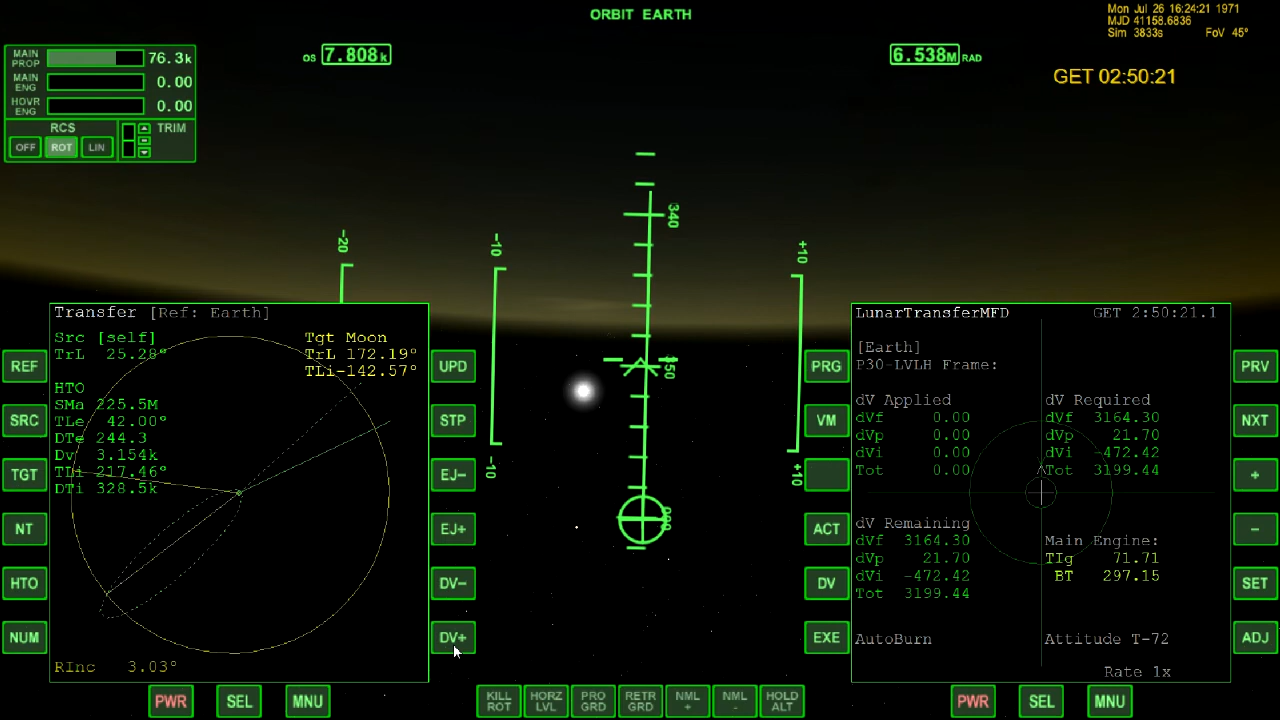 ORBIT EARTH
Mon Jul 26 16:24:21 1971
MJD 41158.6836
Sim 3833s FoV 45°
GET 02:50:21
MAIN PROP 76.3k
MAIN ENG 0.00
HOVR ENG 0.00
RCS TRIM
OFF ROT LIN
OS 7.808k
6.538M RAD
340
350
000
-20
-10
-10
+10
+10
Transfer [Ref: Earth]
Src [self]
TrL 25.28°
Tgt Moon
TrL 172.19°
TLi-142.57°
HTO
SMa 225.5M
TLe 42.00°
DTe 244.3
Dv 3.154k
TLi 217.46°
DTi 328.5k
RInc 3.03°
REF
SRC
TGT
NT
HTO
NUM
UPD
STP
EJ-
EJ+
DV-
DV+
PWR SEL MNU
KILL ROT
HORZ LVL
PRO GRD
RETR GRD
NML +
NML -
HOLD ALT
LunarTransferMFD GET 2:50:21.1
[Earth]
P30-LVLH Frame:
dV Applied
dVf 0.00
dVp 0.00
dVi 0.00
Tot 0.00
dV Required
dVf 3164.30
dVp 21.70
dVi -472.42
Tot 3199.44
dV Remaining
dVf 3164.30
dVp 21.70
dVi -472.42
Tot 3199.44
Main Engine:
TIg 71.71
BT 297.15
AutoBurn
Attitude T-72
Rate 1x
PRG
VM
ACT
DV
EXE
PRV
NXT
+
-
SET
ADJ
PWR SEL MNU